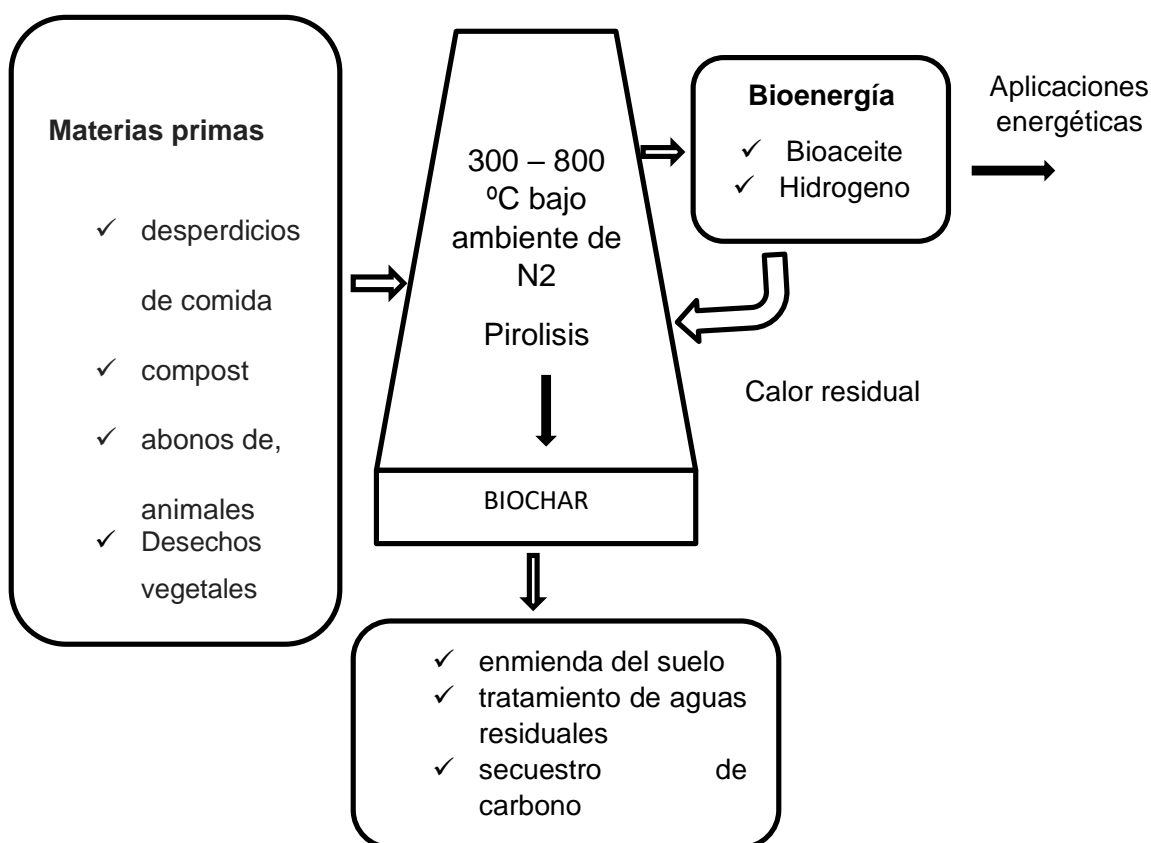 Materias primas
✓ desperdicios
de comida
✓ compost
✓ abonos de,
animales
✓ Desechos
vegetales
300 – 800
ºC bajo
ambiente de
N2
Pirolisis
BIOCHAR
Bioenergía
✓ Bioaceite
✓ Hidrogeno
Aplicaciones
energéticas
Calor residual
✓ enmienda del suelo
✓ tratamiento de aguas
residuales
✓ secuestro de
carbono